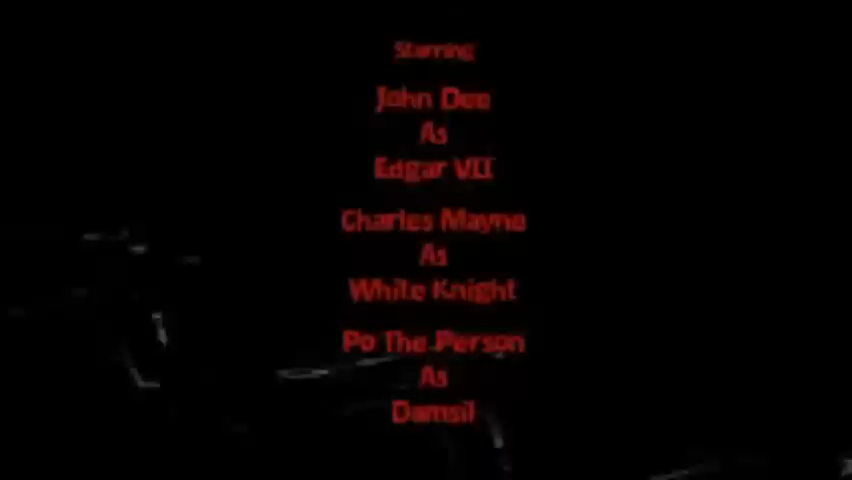 Starring
John Dee
As
Edgar VII
Charles Mayne
As
White Knight
Po The Person
As
Damsil